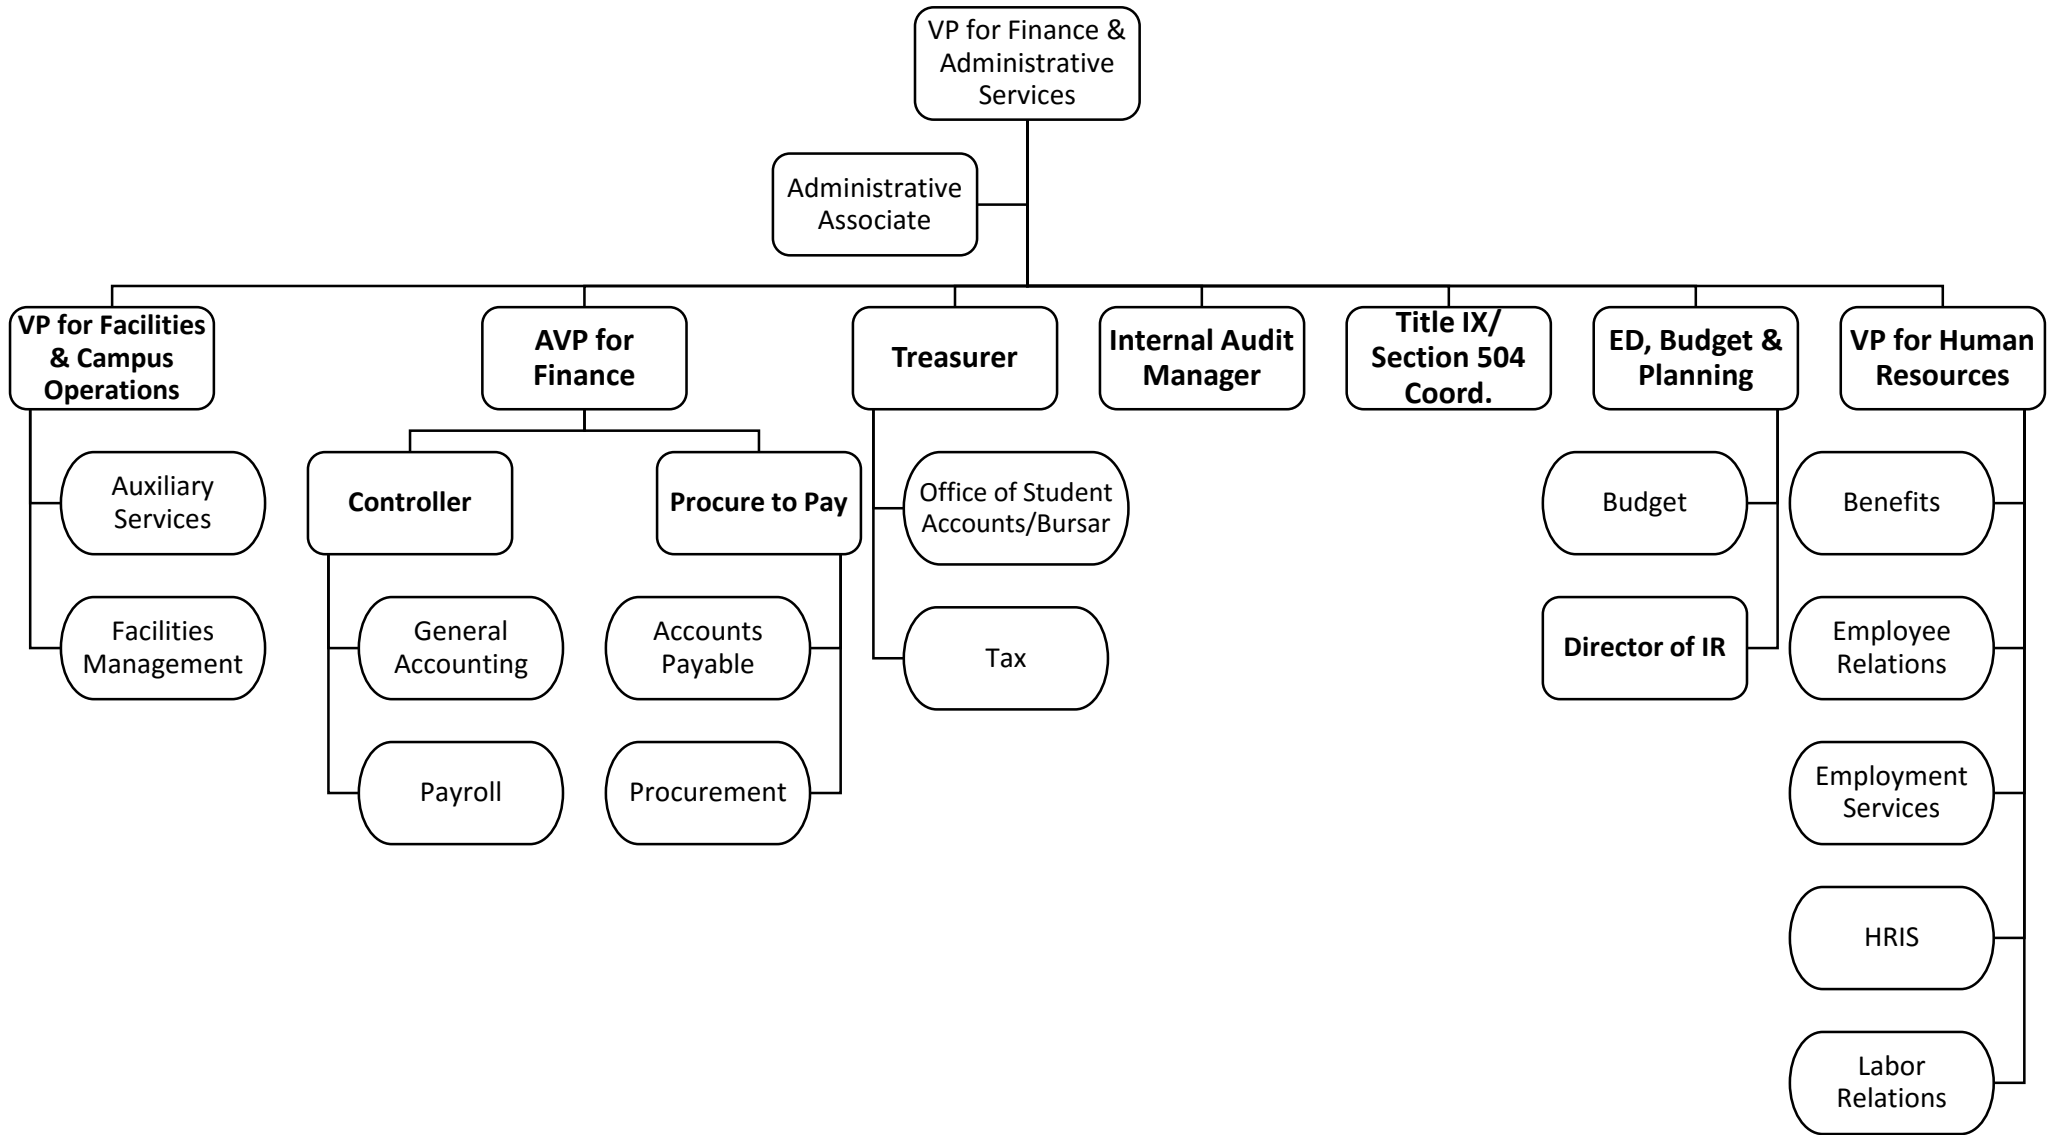 VP for Finance &
Administrative
Services
Administrative
Associate
VP for Facilities
& Campus
Operations
AVP for
Finance
Treasurer
Internal Audit
Manager
Title IX/
Section 504
Coord.
ED, Budget &
Planning
VP for Human
Resources
Auxiliary
Services
Controller
Procure to Pay
Office of Student
Accounts/Bursar
Budget
Benefits
Facilities
Management
General
Accounting
Accounts
Payable
Tax
Director of IR
Employee
Relations
Payroll
Procurement
Employment
Services
HRIS
Labor
Relations